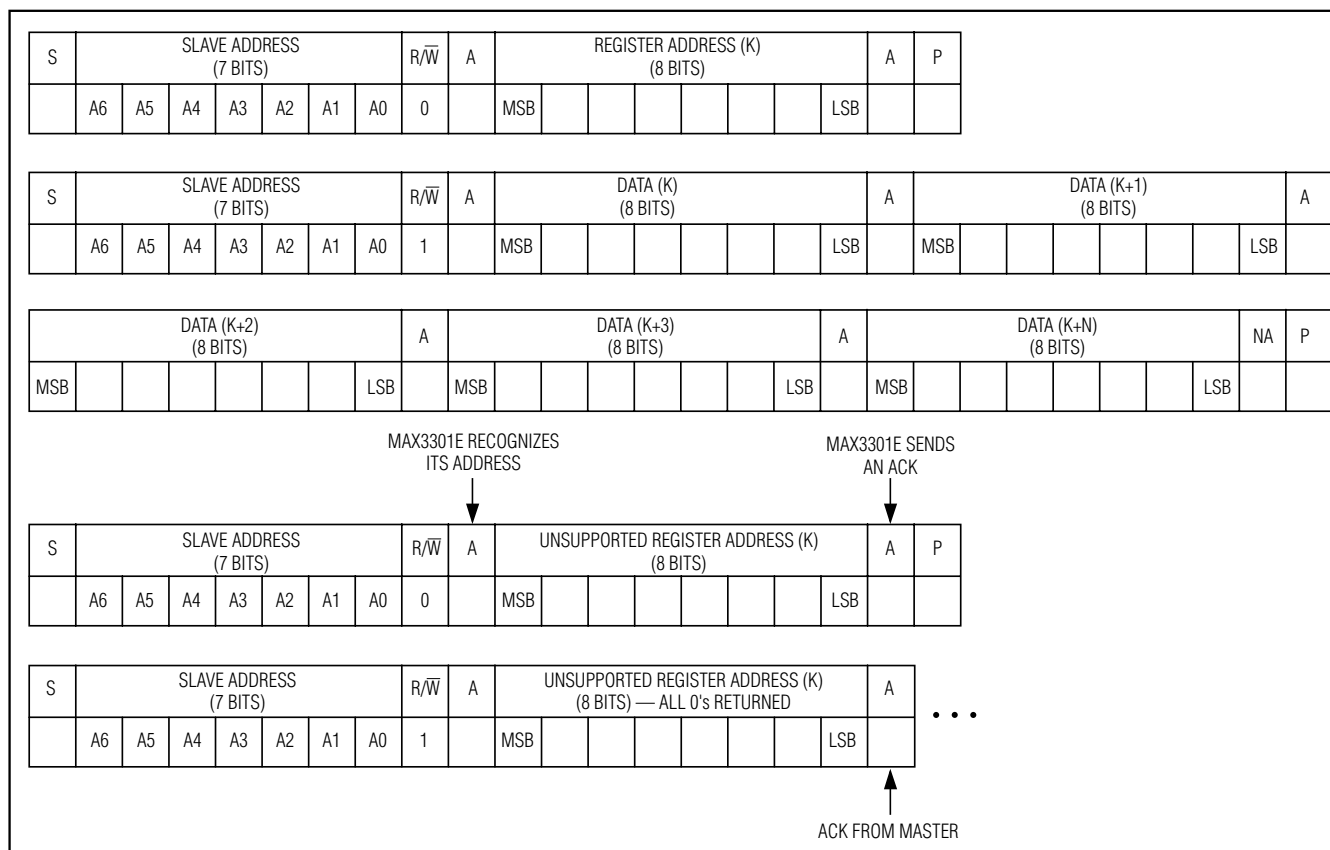 S SLAVE ADDRESS (7 BITS) R/W̅ A REGISTER ADDRESS (K) (8 BITS) A P
A6 A5 A4 A3 A2 A1 A0 0 MSB LSB
S SLAVE ADDRESS (7 BITS) R/W̅ A DATA (K) (8 BITS) A DATA (K+1) (8 BITS) A
A6 A5 A4 A3 A2 A1 A0 1 MSB LSB MSB LSB
DATA (K+2) (8 BITS) A DATA (K+3) (8 BITS) A DATA (K+N) (8 BITS) NA P
MSB LSB MSB LSB MSB LSB
MAX3301E RECOGNIZES
ITS ADDRESS
MAX3301E SENDS
AN ACK
S SLAVE ADDRESS (7 BITS) R/W̅ A UNSUPPORTED REGISTER ADDRESS (K) (8 BITS) A P
A6 A5 A4 A3 A2 A1 A0 0 MSB LSB
S SLAVE ADDRESS (7 BITS) R/W̅ A UNSUPPORTED REGISTER ADDRESS (K) (8 BITS) — ALL 0's RETURNED A • • •
A6 A5 A4 A3 A2 A1 A0 1 MSB LSB
ACK FROM MASTER